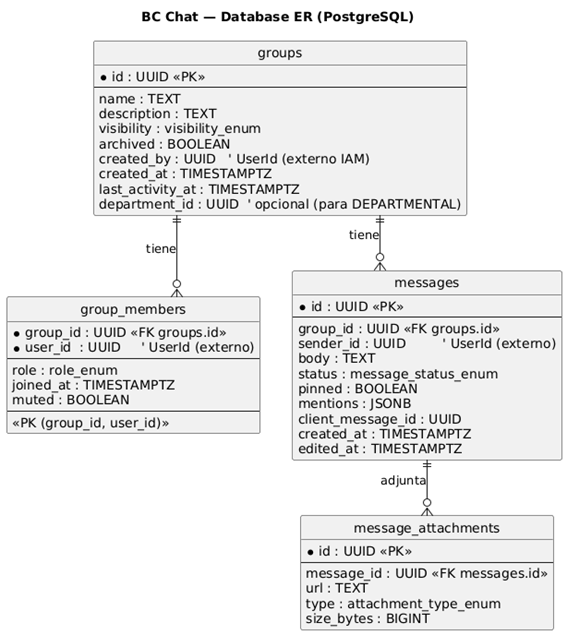 BC Chat — Database ER (PostgreSQL)
groups
● id : UUID «PK»
name : TEXT
description : TEXT
visibility : visibility_enum
archived : BOOLEAN
created_by : UUID ' UserId (externo IAM)
created_at : TIMESTAMPTZ
last_activity_at : TIMESTAMPTZ
department_id : UUID ' opcional (para DEPARTMENTAL)
tiene
tiene
group_members
● group_id : UUID «FK groups.id»
● user_id : UUID ' UserId (externo)
role : role_enum
joined_at : TIMESTAMPTZ
muted : BOOLEAN
«PK (group_id, user_id)»
messages
● id : UUID «PK»
group_id : UUID «FK groups.id»
sender_id : UUID ' UserId (externo)
body : TEXT
status : message_status_enum
pinned : BOOLEAN
mentions : JSONB
client_message_id : UUID
created_at : TIMESTAMPTZ
edited_at : TIMESTAMPTZ
adjunta
message_attachments
● id : UUID «PK»
message_id : UUID «FK messages.id»
url : TEXT
type : attachment_type_enum
size_bytes : BIGINT